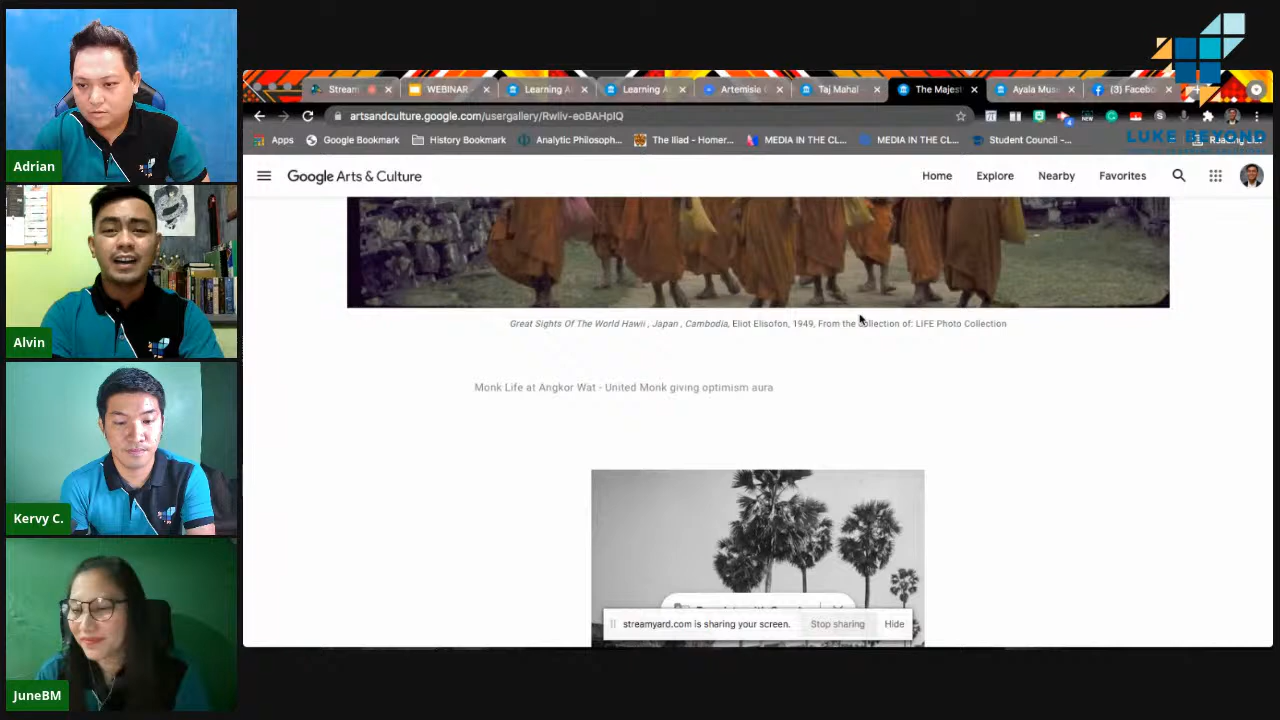 Adrian
Alvin
Kervy C.
JuneBM
Stream
WEBINAR
Learning A
Learning A
Artemisia
Taj Mahal
The Majest
Ayala Mus
(3) Facebo
artsandculture.google.com/usergallery/Rwliv-eoBAHpIQ
Apps
Google Bookmark
History Bookmark
Analytic Philosoph...
The Iliad - Homer...
MEDIA IN THE CL...
MEDIA IN THE CL...
Student Council -...
LUKE BEYOND
Google Arts & Culture
Home
Explore
Nearby
Favorites
Great Sights Of The World Hawii , Japan , Cambodia, Eliot Elisofon, 1949, From the collection of: LIFE Photo Collection
Monk Life at Angkor Wat - United Monk giving optimism aura
streamyard.com is sharing your screen.
Stop sharing
Hide